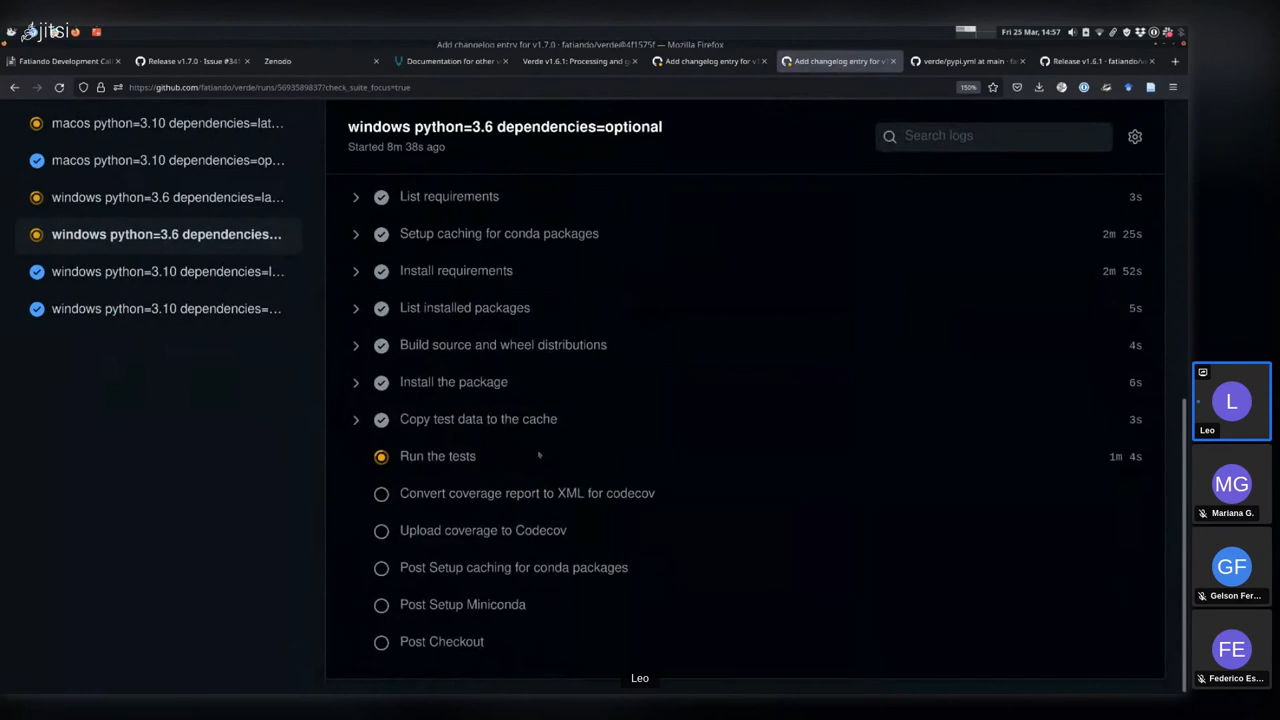 jitsi
Fri 25 Mar, 14:57
Add changelog entry for v1.7.0 · fatiando/verde@4f1575f — Mozilla Firefox
Fatiando Development Cal
Release v1.7.0 · Issue #341
Zenodo
Documentation for other v
Verde v1.6.1: Processing and g
Add changelog entry for v1
Add changelog entry for v1
verde/pypi.yml at main · fa
Release v1.6.1 · fatiando/v
https://github.com/fatiando/verde/runs/5693589837?check_suite_focus=true
150%
macos python=3.10 dependencies=lat...
macos python=3.10 dependencies=op...
windows python=3.6 dependencies=la...
windows python=3.6 dependencies...
windows python=3.10 dependencies=l...
windows python=3.10 dependencies=...
windows python=3.6 dependencies=optional
Started 8m 38s ago
Search logs
List requirements 3s
Setup caching for conda packages 2m 25s
Install requirements 2m 52s
List installed packages 5s
Build source and wheel distributions 4s
Install the package 6s
Copy test data to the cache 3s
Run the tests 1m 4s
Convert coverage report to XML for codecov
Upload coverage to Codecov
Post Setup caching for conda packages
Post Setup Miniconda
Post Checkout
Leo
L
Leo
MG
Mariana G.
GF
Gelson Fer...
FE
Federico Es...